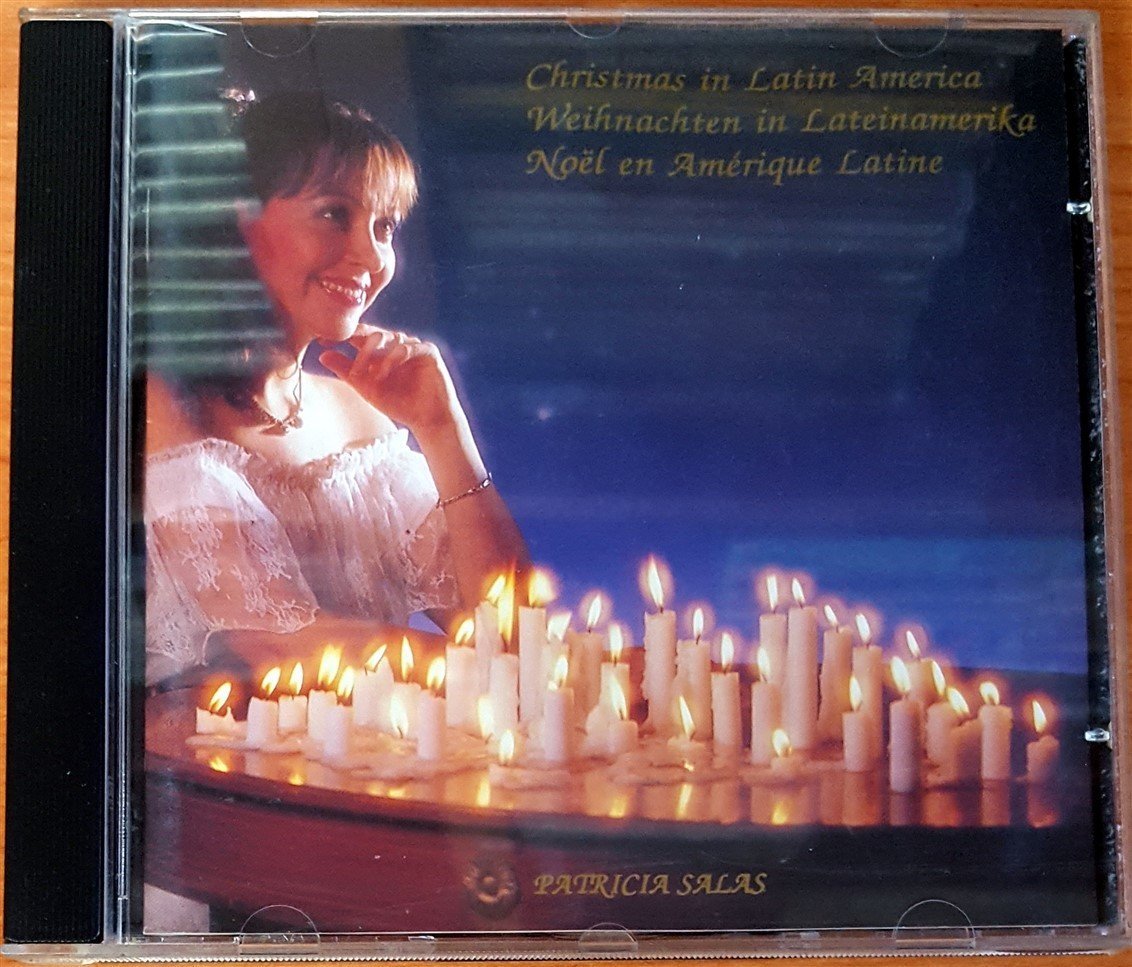 Christmas in Latin America
Weihnachten in Lateinamerika
Noël en Amérique Latine
PATRICIA SALAS